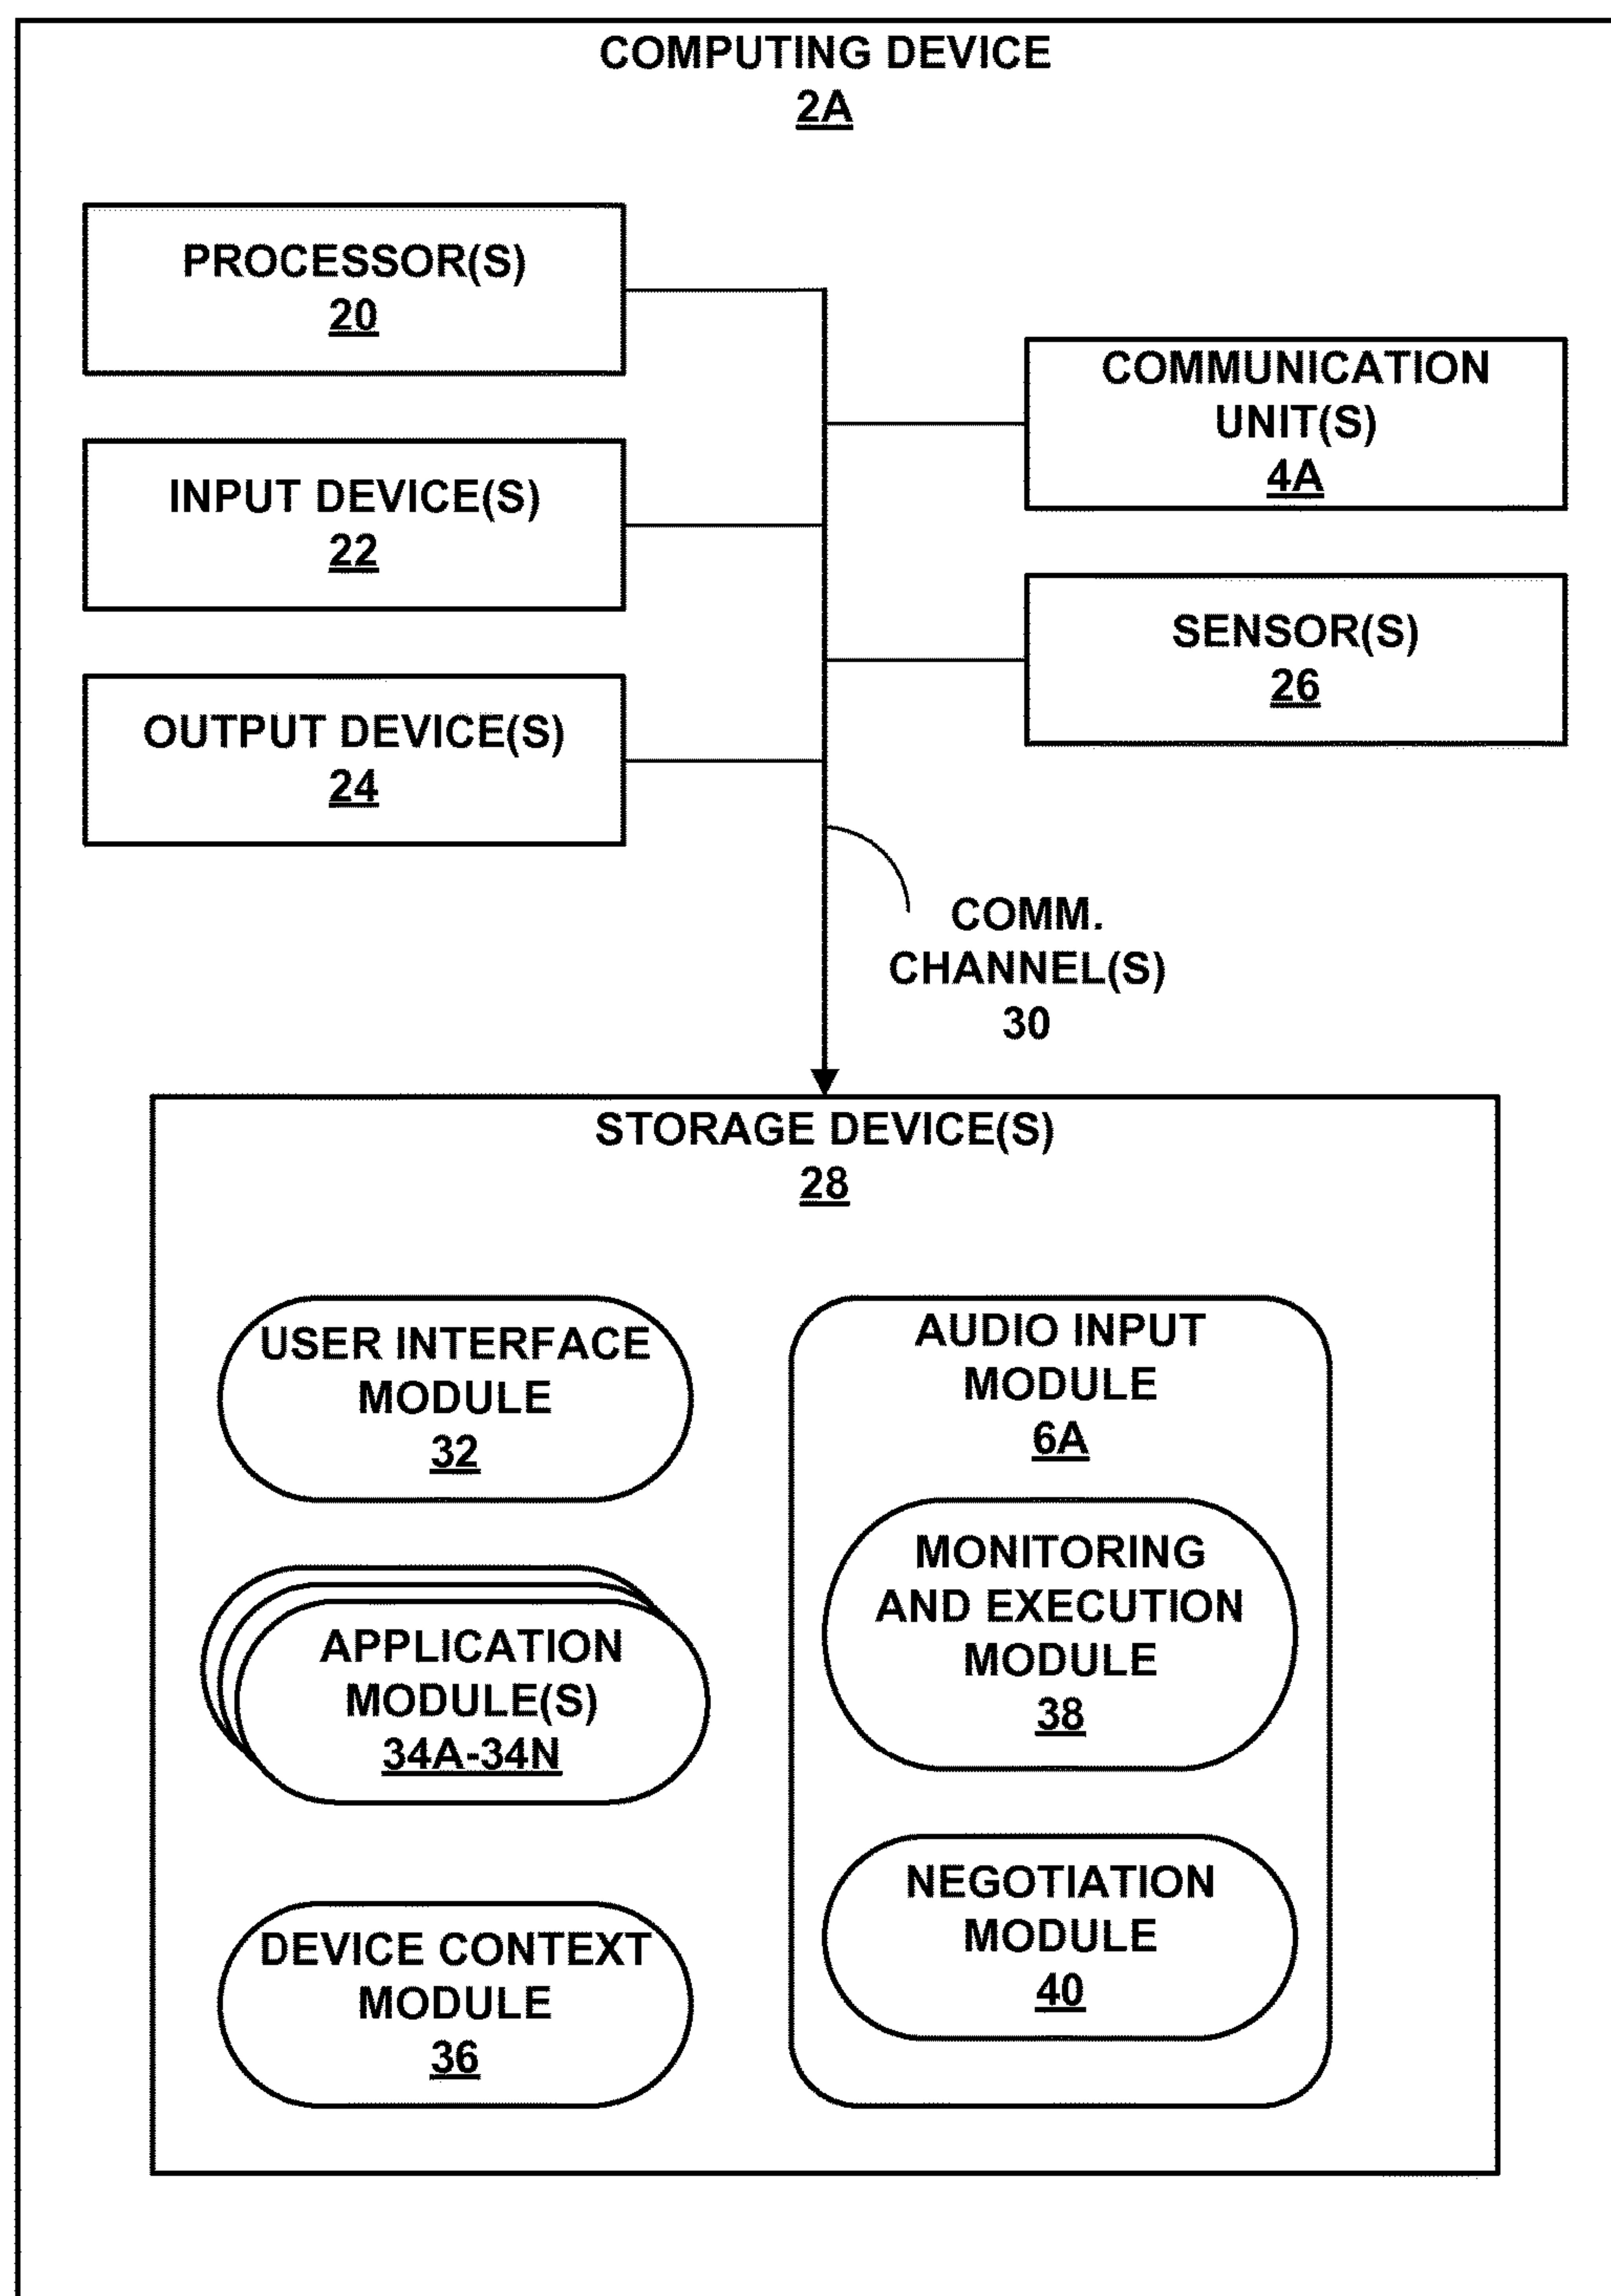 COMPUTING DEVICE
2A
PROCESSOR(S)
20
COMMUNICATION
UNIT(S)
4A
INPUT DEVICE(S)
22
SENSOR(S)
26
OUTPUT DEVICE(S)
24
COMM.
CHANNEL(S)
30
STORAGE DEVICE(S)
28
USER INTERFACE
MODULE
32
APPLICATION
MODULE(S)
34A-34N
DEVICE CONTEXT
MODULE
36
AUDIO INPUT
MODULE
6A
MONITORING
AND EXECUTION
MODULE
38
NEGOTIATION
MODULE
40